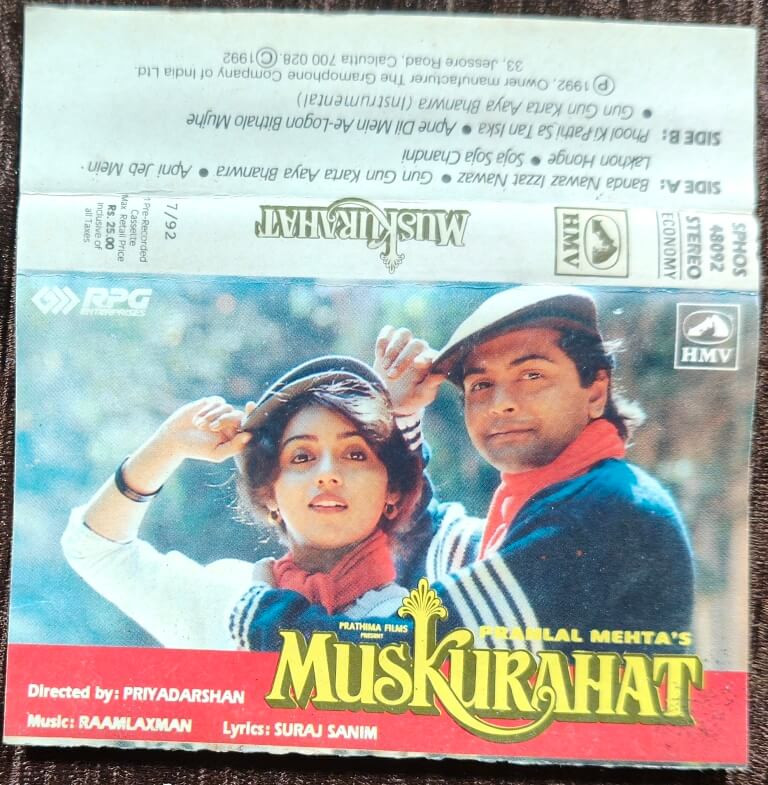 SIDE A: Banda Nawaz Izzat Nawaz • Gun Gun Karta Aaya Bhanwra • Apni Jeb Mein
Lakhon Honge • Soja Soja Chandni
SIDE B: Phool Ki Pathi Sa Tan Iska • Apne Dil Mein Ae-Logon Bithalo Mujhe
• Gun Gun Karta Aaya Bhanwra (Instrumental)
℗ 1992, Owner manufacturer The Gramophone Company of India Ltd.
33, Jessore Road, Calcutta 700 028. © 1992
SPHOS
48092
STEREO
ECONOMY
HMV
MUSKURAHAT
7/92
1 Pre-Recorded
Cassette
Max Retail Price
Rs. 25.00
inclusive of
all Taxes
RPG
ENTERPRISES
HMV
PRATHIMA FILMS
PRESENT
PRANLAL MEHTA'S
MUSKURAHAT
Directed by: PRIYADARSHAN
Music: RAAMLAXMAN Lyrics: SURAJ SANIM